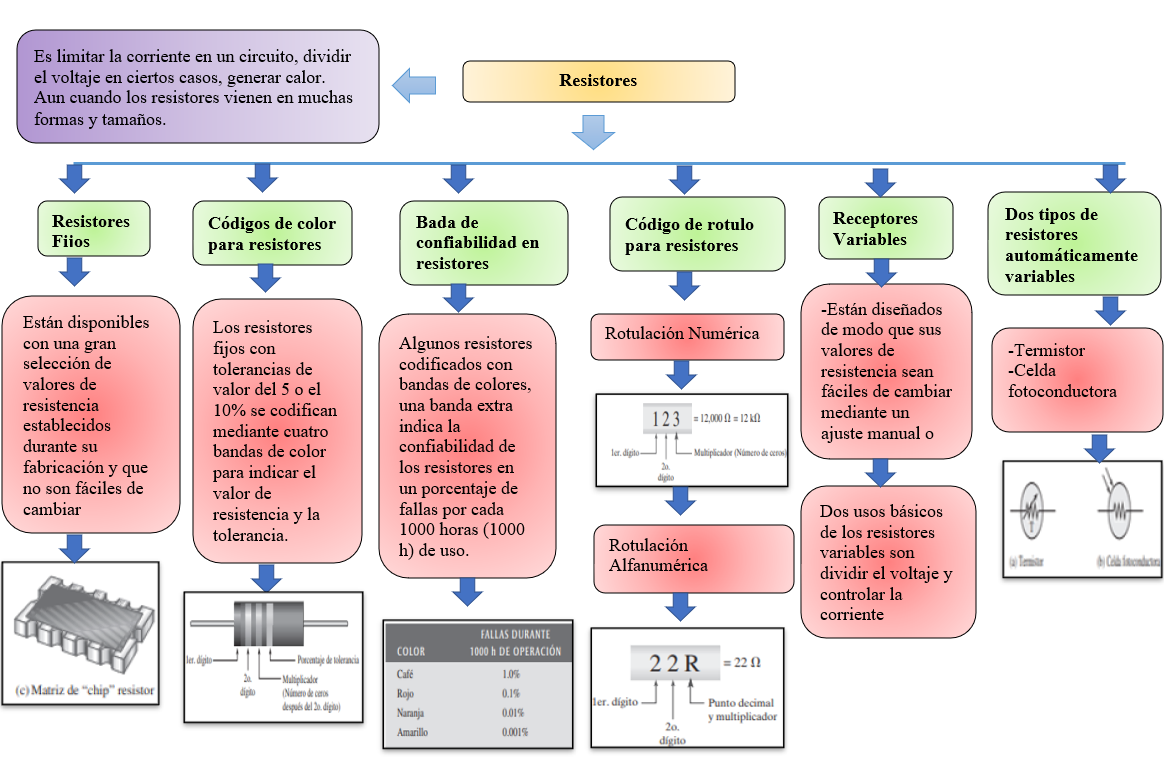 Resistores
Es limitar la corriente en un circuito, dividir
el voltaje en ciertos casos, generar calor.
Aun cuando los resistores vienen en muchas
formas y tamaños.
Resistores
Fijos
Están disponibles
con una gran
selección de
valores de
resistencia
establecidos
durante su
fabricación y que
no son fáciles de
cambiar
(c) Matriz de “chip” resistor
Códigos de color
para resistores
Los resistores
fijos con
tolerancias de
valor del 5 o el
10% se codifican
mediante cuatro
bandas de color
para indicar el
valor de
resistencia y la
tolerancia.
1er. dígito
2o.
dígito
Porcentaje de tolerancia
Multiplicador
(Número de ceros
después del 2o. dígito)
Bada de
confiabilidad en
resistores
Algunos resistores
codificados con
bandas de colores,
una banda extra
indica la
confiabilidad de
los resistores en
un porcentaje de
fallas por cada
1000 horas (1000
h) de uso.
FALLAS DURANTE
COLOR 1000 h DE OPERACIÓN
Café 1.0%
Rojo 0.1%
Naranja 0.01%
Amarillo 0.001%
Código de rotulo
para resistores
Rotulación Numérica
123 = 12,000 Ω = 12 kΩ
1er. dígito
Multiplicador (Número de ceros)
2o.
dígito
Rotulación
Alfanumérica
22R = 22 Ω
1er. dígito
Punto decimal
y multiplicador
2o.
dígito
Receptores
Variables
-Están diseñados
de modo que sus
valores de
resistencia sean
fáciles de cambiar
mediante un
ajuste manual o
Dos usos básicos
de los resistores
variables son
dividir el voltaje y
controlar la
corriente
Dos tipos de
resistores
automáticamente
variables
-Termistor
-Celda
fotoconductora
T
(a) Termistor
(b) Celda fotoconductora